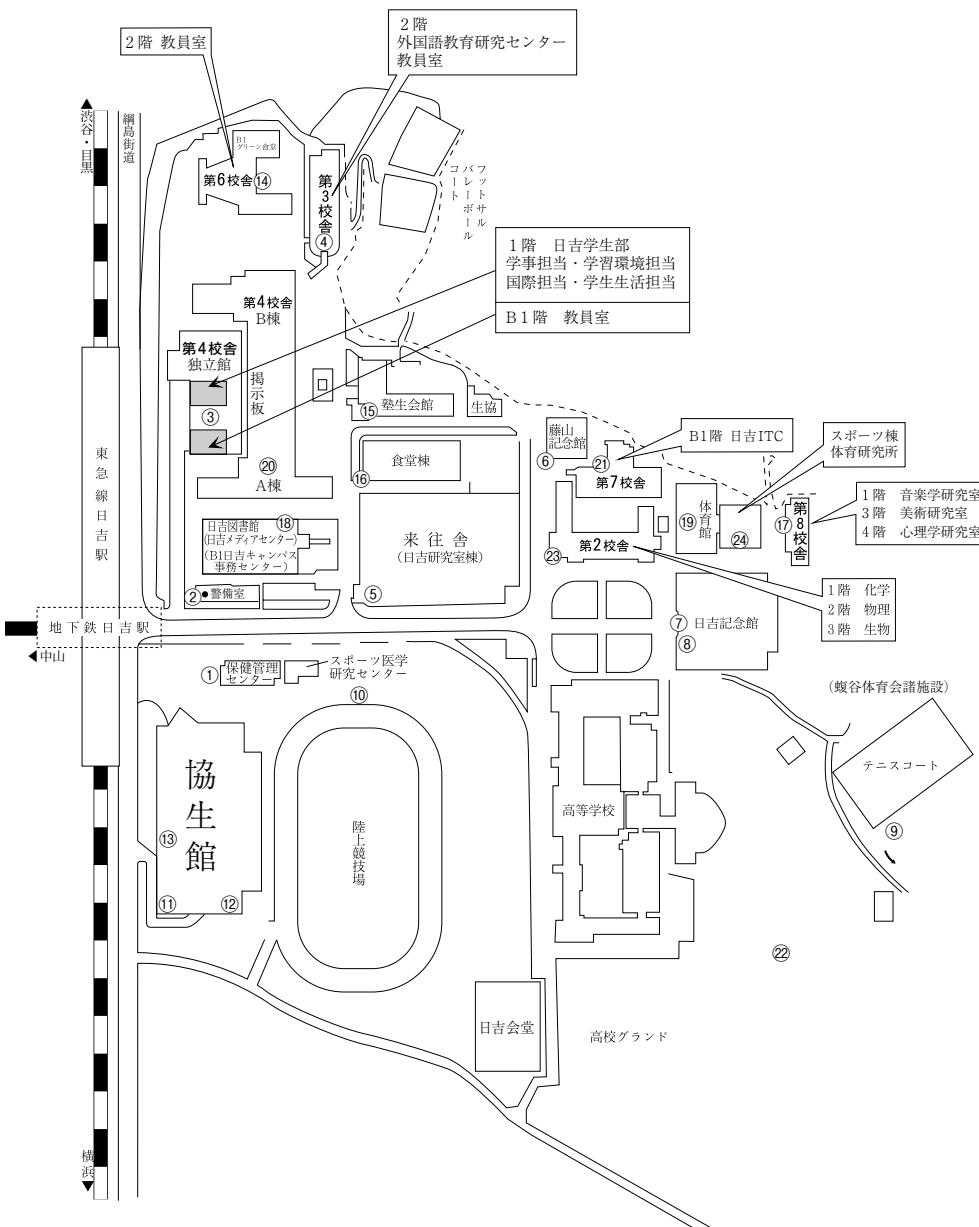 2階 教員室
2階
外国語教育研究センター
教員室
渋谷・目黒
綱島街道
B1
グリーン食堂
第6校舎⑭
第3校舎
④
フットサル
バレーボール
コート
1階 日吉学生部
学事担当・学習環境担当
国際担当・学生生活担当
B1階 教員室
第4校舎
B棟
第4校舎
独立館
掲示板
③
⑮
塾生会館
生協
藤山
記念館
⑥
㉑
第7校舎
B1階 日吉ITC
スポーツ棟
体育研究所
東急線日吉駅
⑳
A棟
食堂棟
⑯
⑲
体育館
㉔
⑰
第8校舎
1階 音楽学研究室
3階 美術研究室
4階 心理学研究室
日吉図書館
⑱
(日吉メディアセンター)
(B1日吉キャンパス
事務センター)
来往舎
(日吉研究室棟)
第2校舎
㉓
②
警備室
⑤
1階 化学
2階 物理
3階 生物
地下鉄日吉駅
中山
⑦
日吉記念館
⑧
①
保健管理
センター
スポーツ医学
研究センター
⑩
(蝮谷体育会諸施設)
テニスコート
⑨
協生館
⑬
⑪
⑫
陸上競技場
高等学校
㉒
日吉会堂
高校グランド
横浜